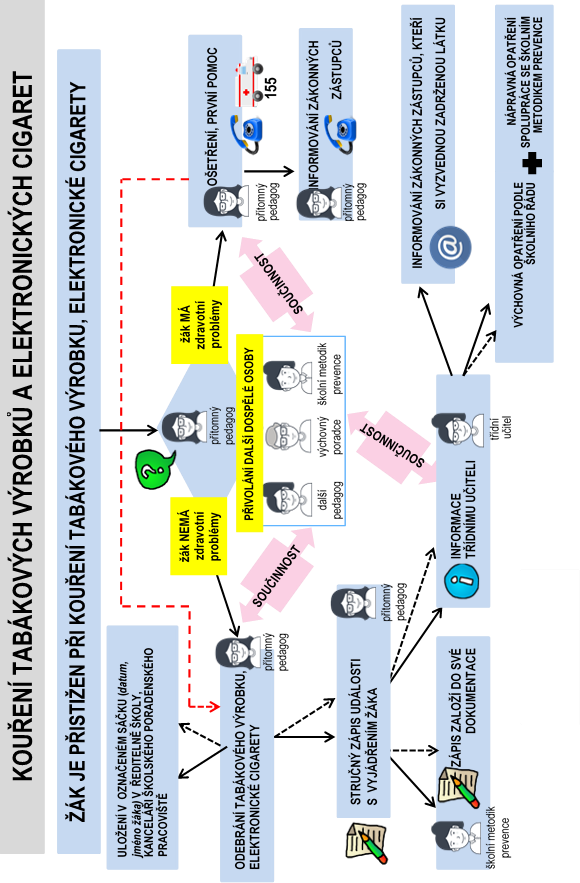 KOUŘENÍ TABÁKOVÝCH VÝROBKŮ A ELEKTRONICKÝCH CIGARET
ŽÁK JE PŘISTIŽEN PŘI KOUŘENÍ TABÁKOVÉHO VÝROBKU, ELEKTRONICKÉ CIGARETY
přítomný
pedagog
žák NEMÁ
zdravotní
problémy
žák MÁ
zdravotní
problémy
PŘIVOLÁNÍ DALŠÍ DOSPĚLÉ OSOBY
další
pedagog
výchovný
poradce
školní metodik
prevence
SOUČINNOST
SOUČINNOST
SOUČINNOST
OŠETŘENÍ, PRVNÍ POMOC
155
přítomný
pedagog
INFORMOVÁNÍ ZÁKONNÝCH
ZÁSTUPCŮ
přítomný
pedagog
ULOŽENÍ V OZNAČENÉM SÁČKU (datum,
jméno žáka) V ŘEDITELNĚ ŠKOLY,
KANCELÁŘI ŠKOLSKÉHO PORADENSKÉHO
PRACOVIŠTĚ
přítomný
pedagog
ODEBRÁNÍ TABÁKOVÉHO VÝROBKU,
ELEKTRONICKÉ CIGARETY
STRUČNÝ ZÁPIS UDÁLOSTI
S VYJÁDŘENÍM ŽÁKA
přítomný
pedagog
ZÁPIS ZALOŽÍ DO SVÉ
DOKUMENTACE
školní metodik
prevence
i
INFORMACE
TŘÍDNÍMU UČITELI
třídní
učitel
INFORMOVÁNÍ ZÁKONNÝCH ZÁSTUPCŮ, KTEŘÍ
SI VYZVEDNOU ZADRŽENOU LÁTKU
@
VÝCHOVNÁ OPATŘENÍ PODLE
ŠKOLNÍHO ŘÁDU
NÁPRAVNÁ OPATŘENÍ
SPOLUPRÁCE SE ŠKOLNÍM
METODIKEM PREVENCE